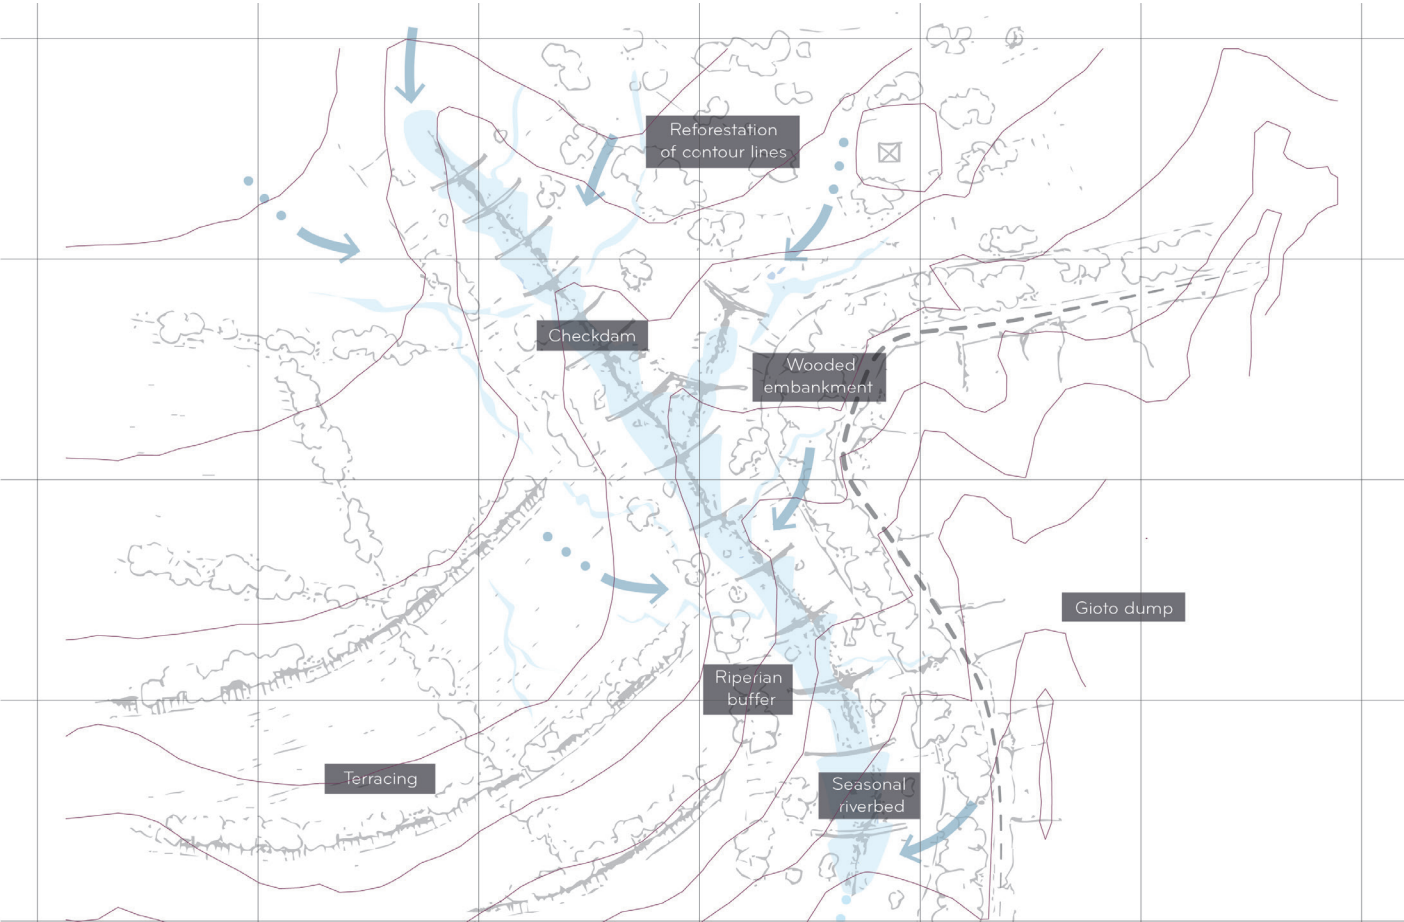 Reforestation
of contour lines
Checkdam
Wooded
embankment
Gioto dump
Riperian
buffer
Terracing
Seasonal
riverbed